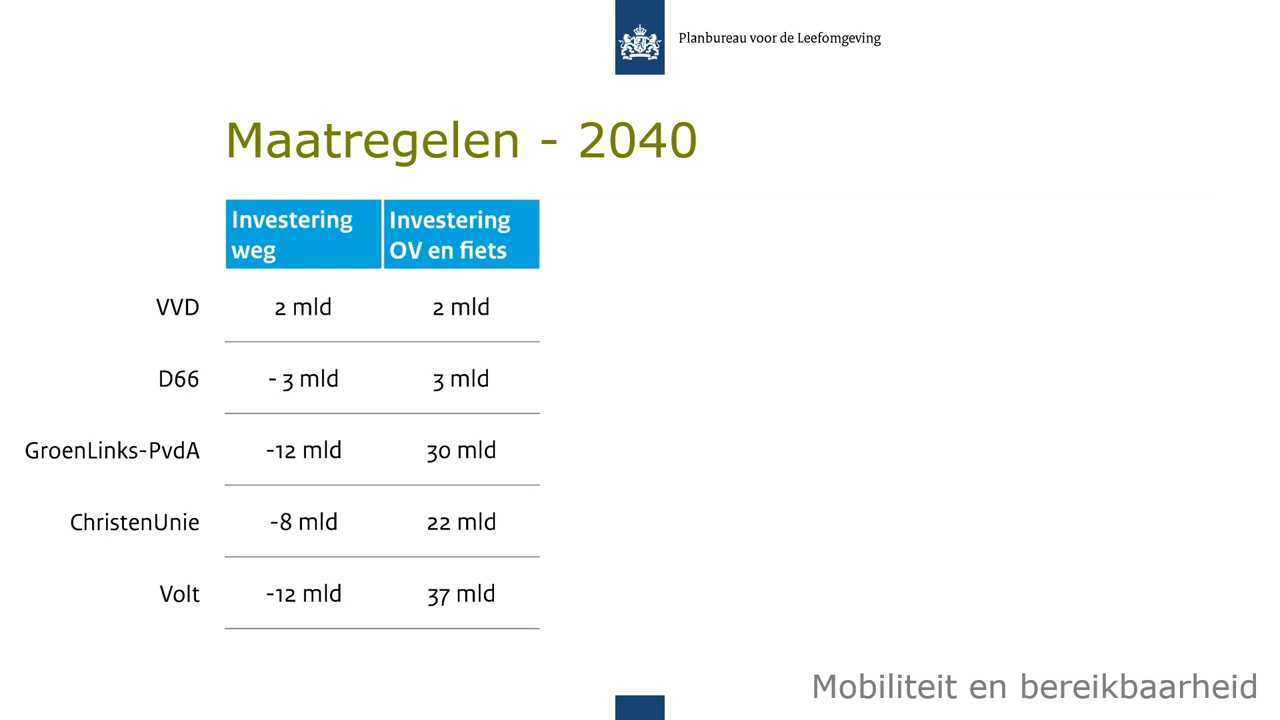 Planbureau voor de Leefomgeving
Maatregelen - 2040
Investering weg
Investering OV en fiets
VVD 2 mld 2 mld
D66 - 3 mld 3 mld
GroenLinks-PvdA -12 mld 30 mld
ChristenUnie -8 mld 22 mld
Volt -12 mld 37 mld
Mobiliteit en bereikbaarheid